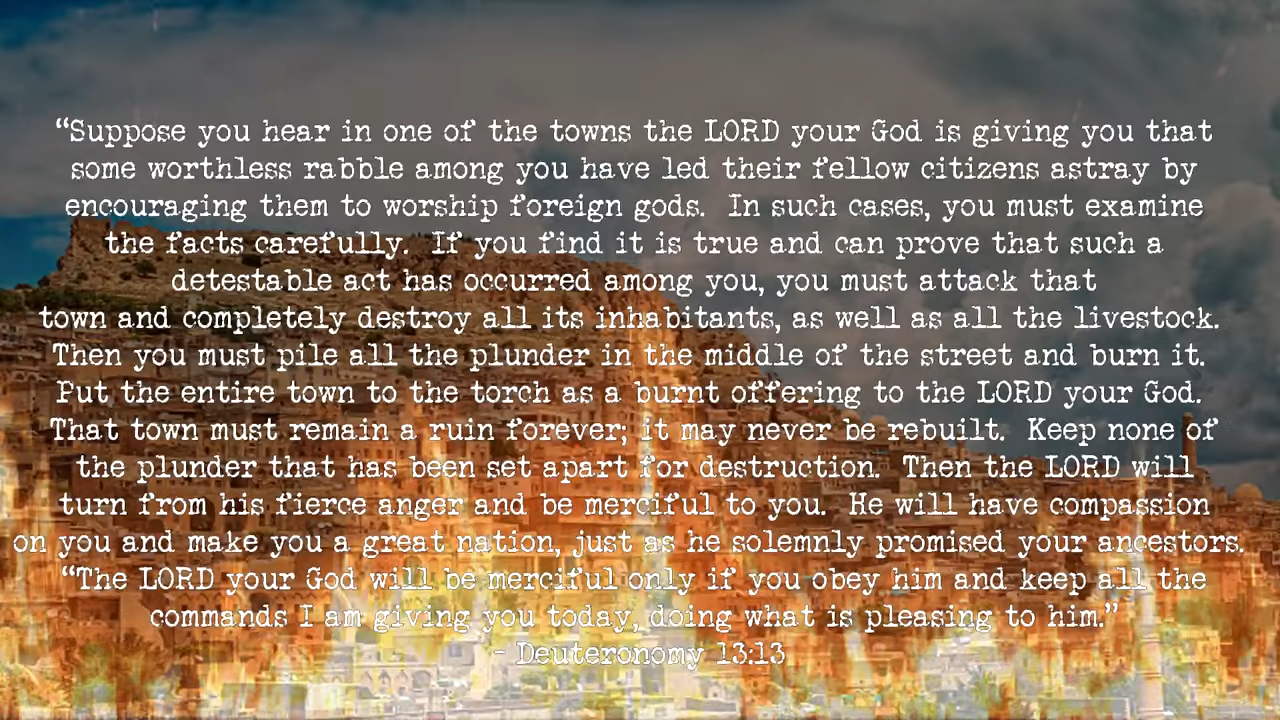 “Suppose you hear in one of the towns the LORD your God is giving you that
some worthless rabble among you have led their fellow citizens astray by
encouraging them to worship foreign gods.  In such cases, you must examine
the facts carefully.  If you find it is true and can prove that such a
detestable act has occurred among you, you must attack that
town and completely destroy all its inhabitants, as well as all the livestock.
Then you must pile all the plunder in the middle of the street and burn it.
Put the entire town to the torch as a burnt offering to the LORD your God.
That town must remain a ruin forever; it may never be rebuilt.  Keep none of
the plunder that has been set apart for destruction.  Then the LORD will
turn from his fierce anger and be merciful to you.  He will have compassion
on you and make you a great nation, just as he solemnly promised your ancestors.
“The LORD your God will be merciful only if you obey him and keep all the
commands I am giving you today, doing what is pleasing to him.”
- Deuteronomy 13:13